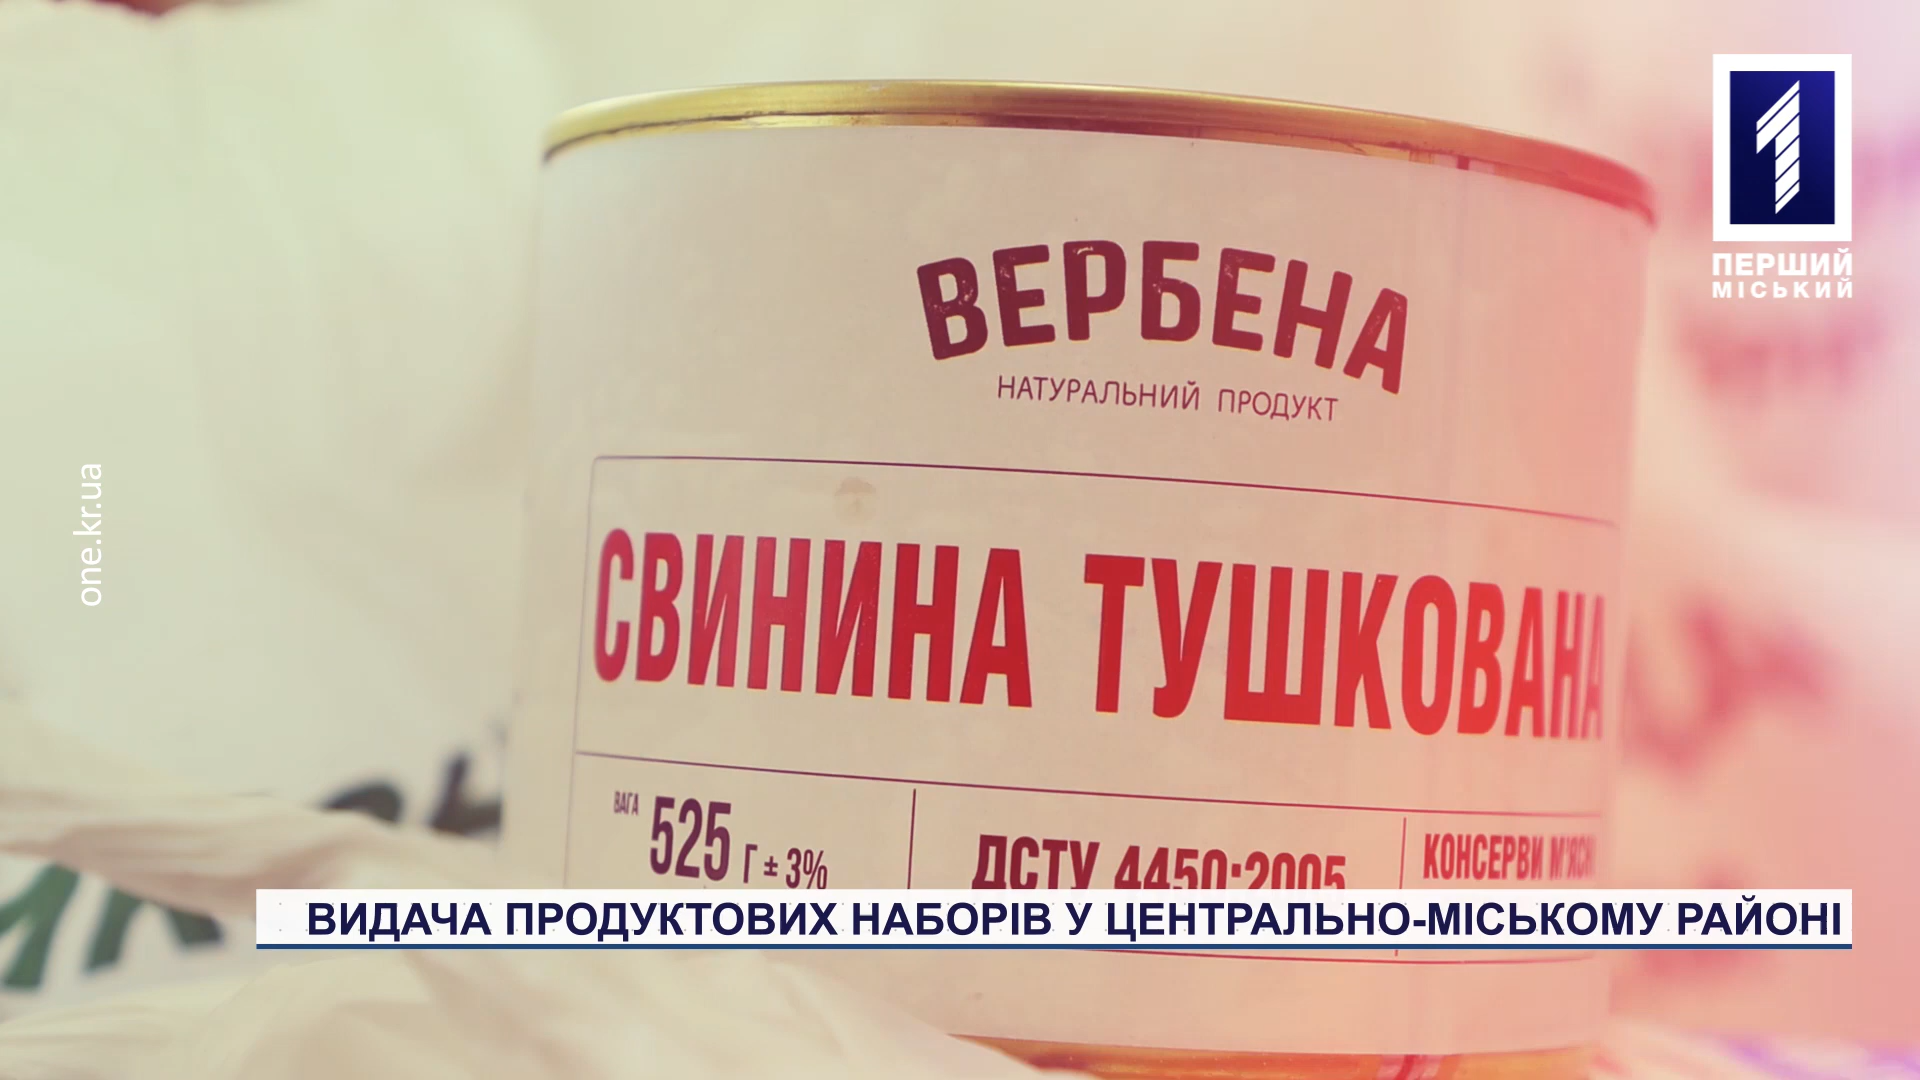 ПЕРШИЙ
МІСЬКИЙ
one.kr.ua
ВЕРБЕНА
НАТУРАЛЬНИЙ ПРОДУКТ
СВИНИНА ТУШКОВАНА
ВАГА 525 Г ± 3%
ДСТУ 4450:2005
КОНСЕРВИ
ВИДАЧА ПРОДУКТОВИХ НАБОРІВ У ЦЕНТРАЛЬНО-МІСЬКОМУ РАЙОНІ